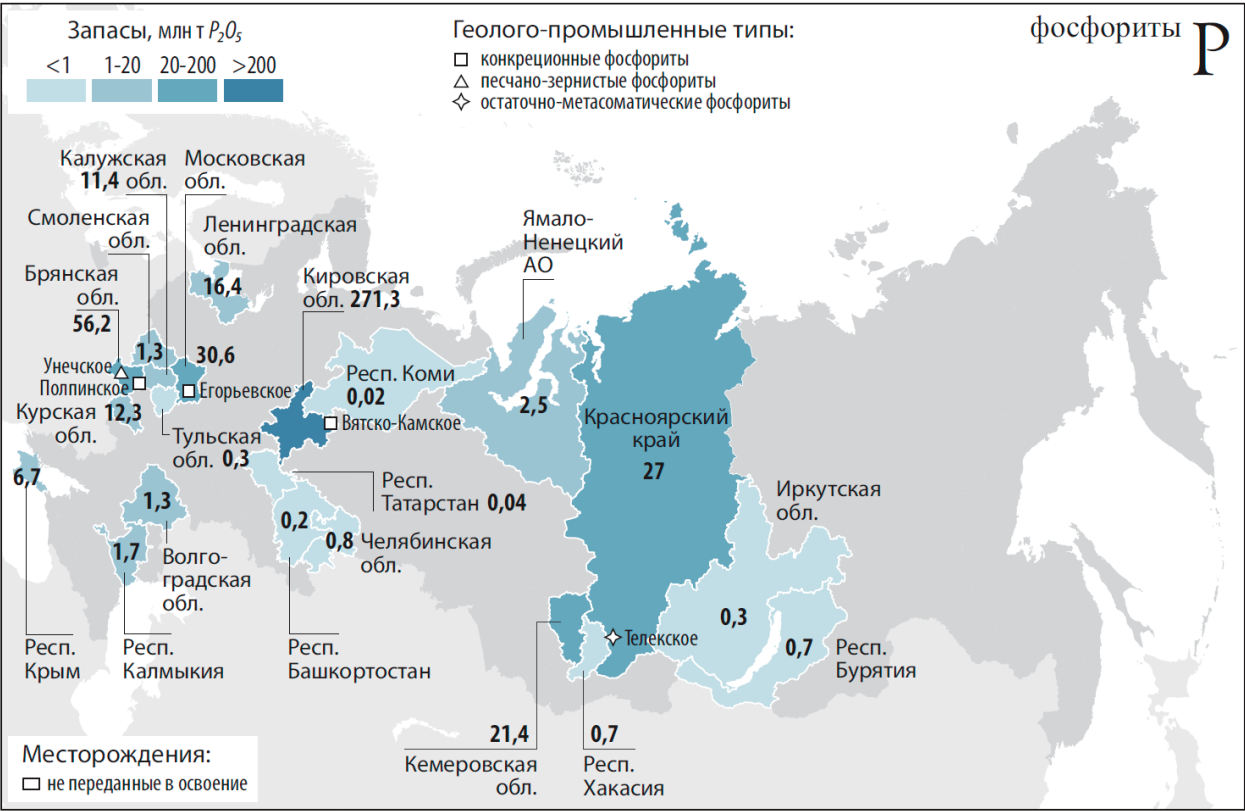 Запасы, млн т P₂O₅
<1 1-20 20-200 >200
Геолого-промышленные типы:
конкреционные фосфориты
песчано-зернистые фосфориты
остаточно-метасоматические фосфориты
фосфориты P
Калужская
11,4 обл.
Московская
обл.
Смоленская
обл.
Ленинградская
обл.
16,4
Брянская
обл.
56,2
Кировская
обл. 271,3
Ямало-
Ненецкий
АО
2,5
1,3
30,6
Унечское
Полпинское
Егорьевское
Курская 12,3
обл.
Тульская
обл. 0,3
Респ. Коми
0,02
Вятско-Камское
Красноярский
край
27
6,7
1,3
1,7
Волго-
градская
обл.
Респ.
Татарстан 0,04
0,2
0,8 Челябинская
обл.
Иркутская
обл.
0,3
0,7
Респ.
Бурятия
Телекское
Респ.
Крым
Респ.
Калмыкия
Респ.
Башкортостан
21,4
Кемеровская
обл.
0,7
Респ.
Хакасия
Месторождения:
не переданные в освоение